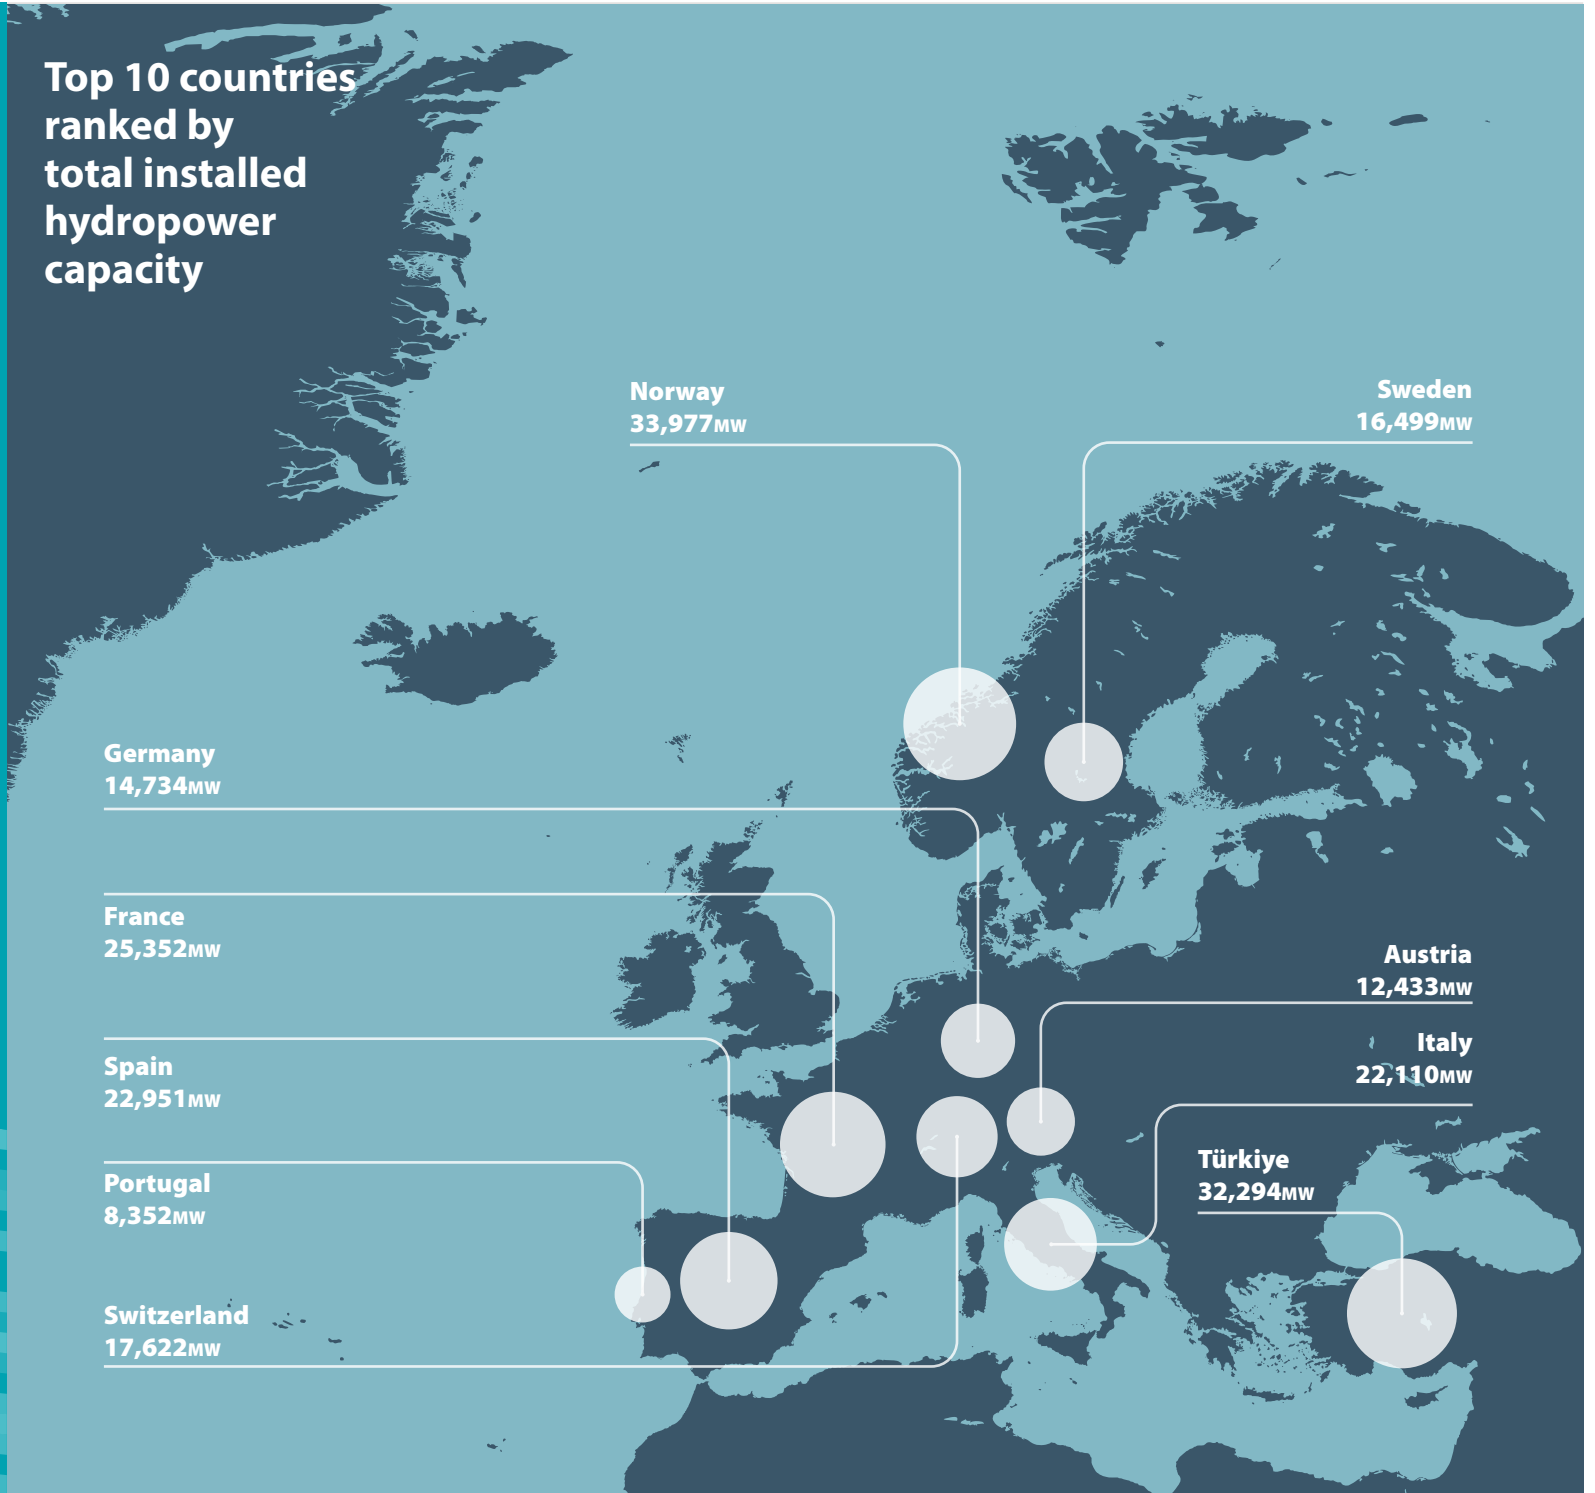 Top 10 countries
ranked by
total installed
hydropower
capacity
Norway
33,977MW
Sweden
16,499MW
Germany
14,734MW
France
25,352MW
Austria
12,433MW
Italy
22,110MW
Spain
22,951MW
Türkiye
32,294MW
Portugal
8,352MW
Switzerland
17,622MW